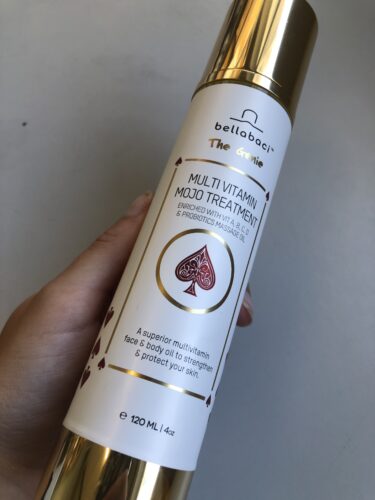 bellabaci™
The Genie
MULTI VITAMIN
MOJO TREATMENT
ENRICHED WITH VIT A, B, C, D
& PROBIOTICS MASSAGE OIL
A superior multivitamin
face & body oil to strengthen
& protect your skin.
e 120 ML | 4oz